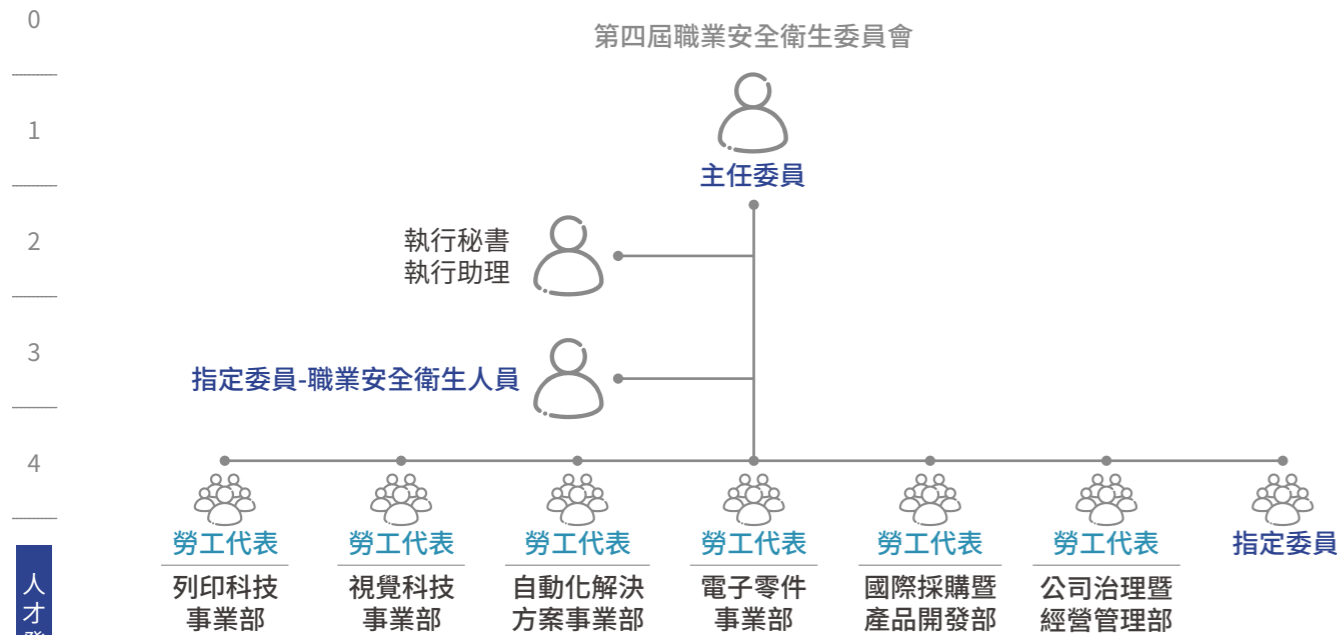 0
1
2
3
4
人才
第四屆職業安全衛生委員會
主任委員
執行秘書
執行助理
指定委員-職業安全衛生人員
勞工代表
勞工代表
勞工代表
勞工代表
勞工代表
勞工代表
指定委員
列印科技
事業部
視覺科技
事業部
自動化解決
方案事業部
電子零件
事業部
國際採購暨
產品開發部
公司治理暨
經營管理部